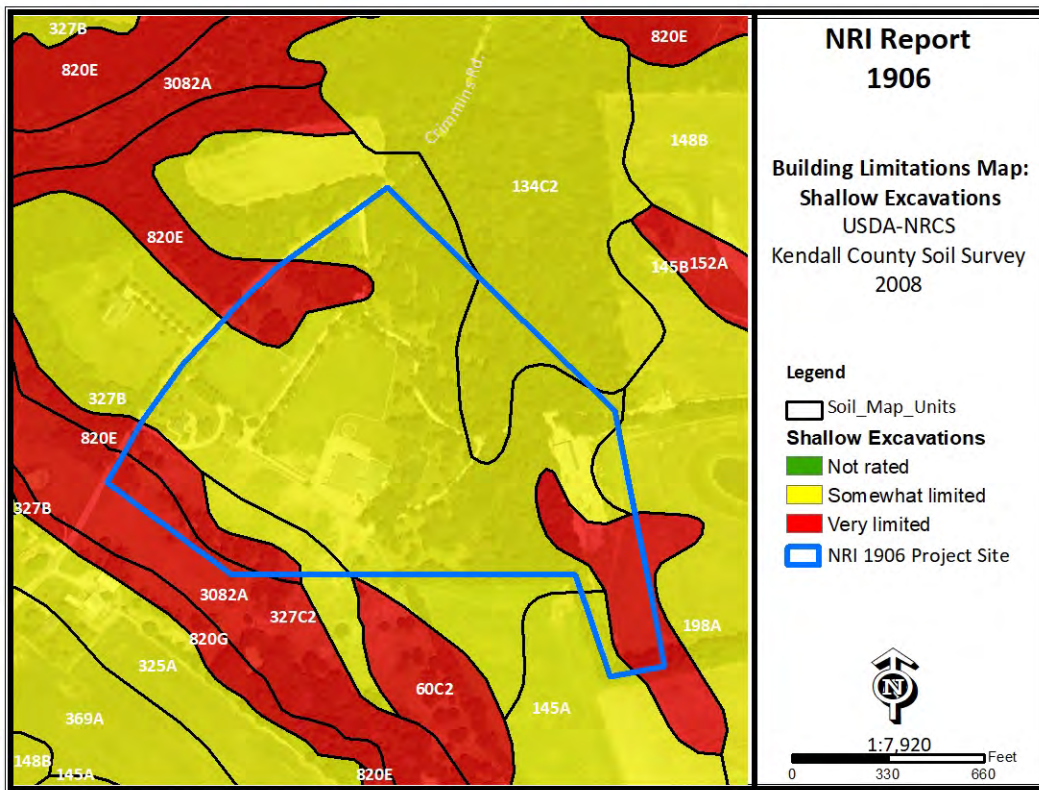 327B
820E
820E
3082A
Crimmins Rd.
148B
134C2
820E
145B
152A
327B
820E
327B
3082A
327C2
820G
198A
325A
60C2
145A
369A
148B
145A
820E
NRI Report
1906
Building Limitations Map:
Shallow Excavations
USDA-NRCS
Kendall County Soil Survey
2008
Legend
Soil_Map_Units
Shallow Excavations
Not rated
Somewhat limited
Very limited
NRI 1906 Project Site
N
1:7,920
Feet
0 330 660